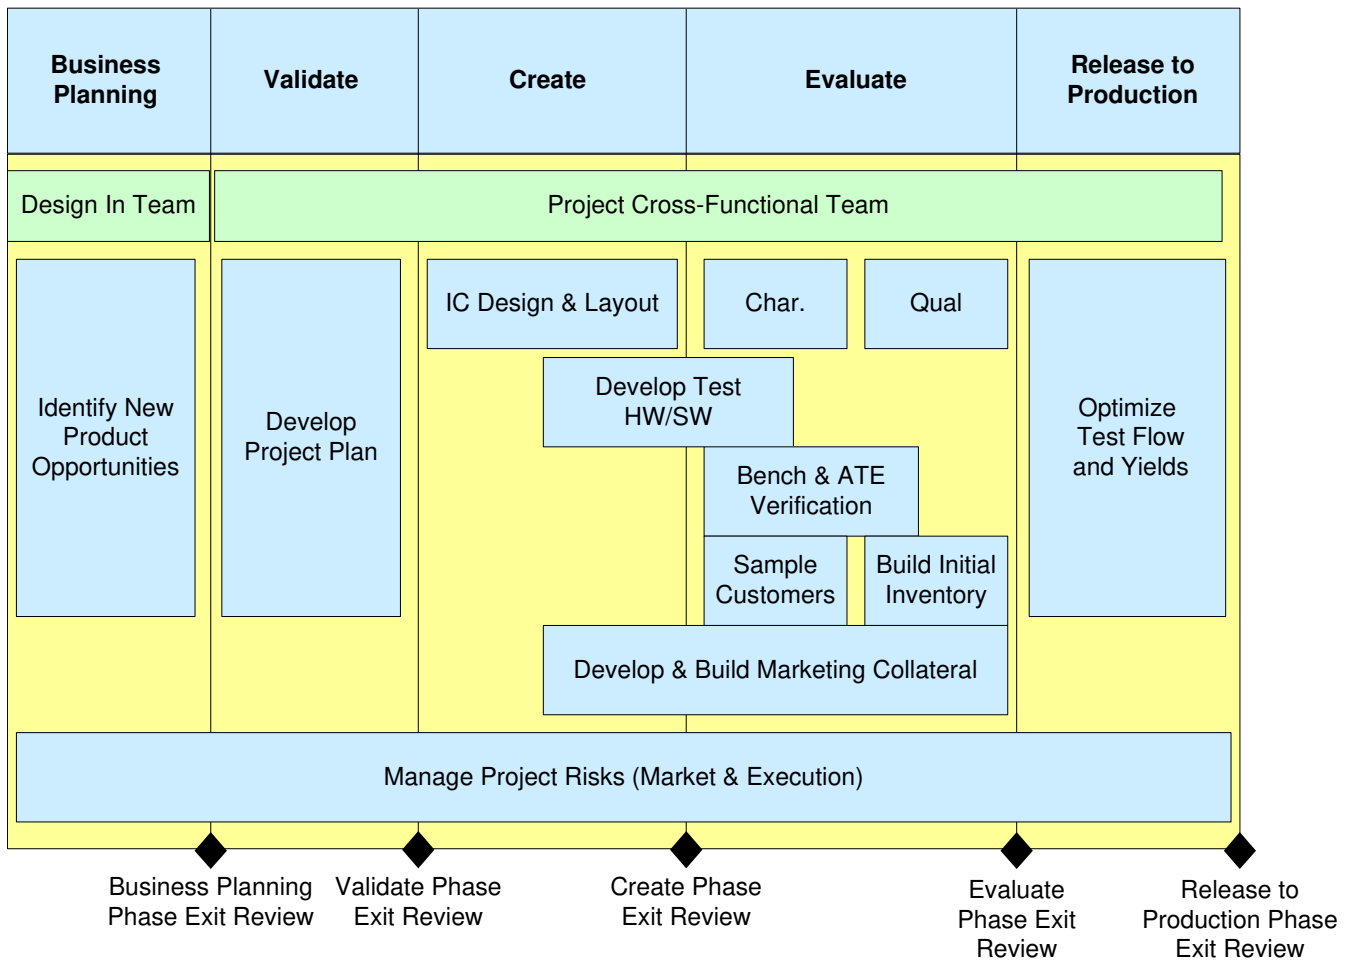 Business
Planning
Validate
Create
Evaluate
Release to
Production
Design In Team
Project Cross-Functional Team
Identify New
Product
Opportunities
Develop
Project Plan
IC Design & Layout
Char.
Qual
Develop Test
HW/SW
Bench & ATE
Verification
Sample
Customers
Build Initial
Inventory
Develop & Build Marketing Collateral
Optimize
Test Flow
and Yields
Manage Project Risks (Market & Execution)
Business Planning
Phase Exit Review
Validate Phase
Exit Review
Create Phase
Exit Review
Evaluate
Phase Exit
Review
Release to
Production Phase
Exit Review